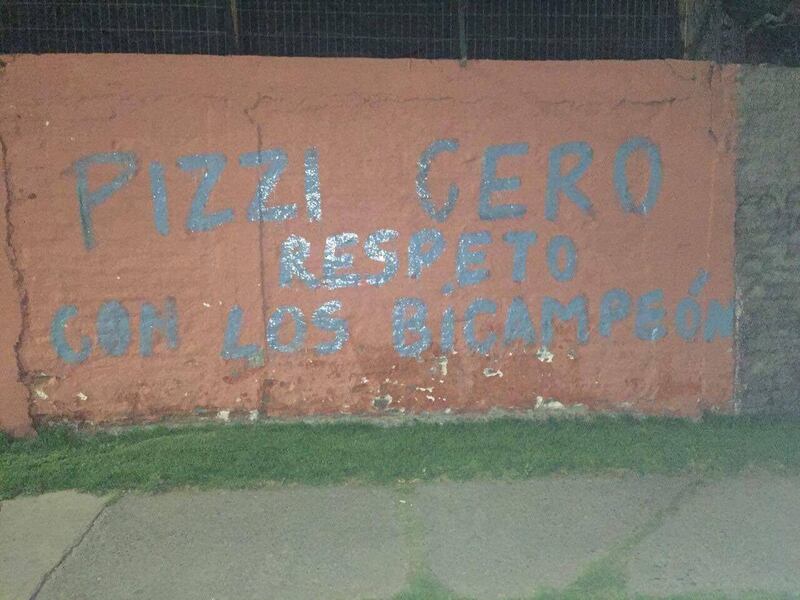 PIZZI CERO
RESPETO
CON LOS BICAMPEÓN